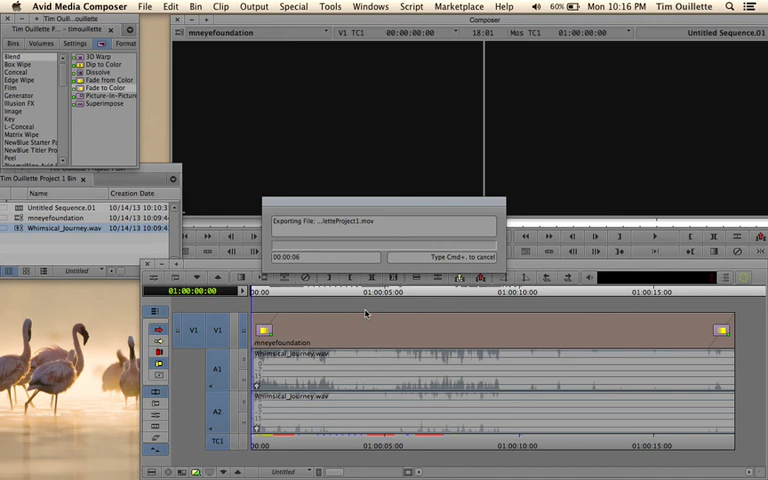 Avid Media Composer File Edit Bin Clip Output Special Tools Windows Script Marketplace Help 60% Mon 10:16 PM Tim Ouillette
Tim Ouill...ouillette
Tim Ouillette P... - timouillette
Bins Volumes Settings Format
Blend
Box Wipe
Conceal
Edge Wipe
Film
Generator
Illusion FX
Image
Key
L-Conceal
Matrix Wipe
NewBlue Starter Pa
NewBlue Titler Pro
Peel
3D Warp
Dip to Color
Dissolve
Fade from Color
Fade to Color
Picture-In-Picture
Superimpose
Composer
mneyefoundation V1 TC1 00:00:00:00 18:01 01:00:00:00 Untitled Sequence.01
Tim Ouillette Project 1 Bin
Name Creation Date
Untitled Sequence.01 10/14/13 10:10:3
mneyefoundation 10/14/13 10:09:4
Whimsical_Journey.wav 10/14/13 10:09:4
Untitled
Exporting File: ...letteProject1.mov
00:00:06 Type Cmd+. to cancel
01:00:00:00 00:00 01:00:05:00 01:00:10:00 01:00:15:00
V1 V1
mneyefoundation
Whimsical_Journey.wav
A1
Whimsical_Journey.wav
A2
TC1 00:00 01:00:05:00 01:00:10:00 01:00:15:00
Untitled